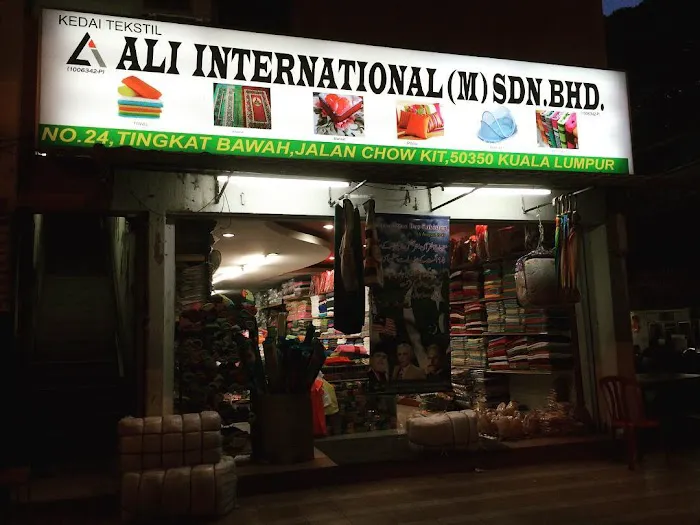 KEDAI TEKSTIL
ALI INTERNATIONAL (M) SDN.BHD.
(1006342-P)
NO.24,TINGKAT BAWAH,JALAN CHOW KIT,50350 KUALA LUMPUR